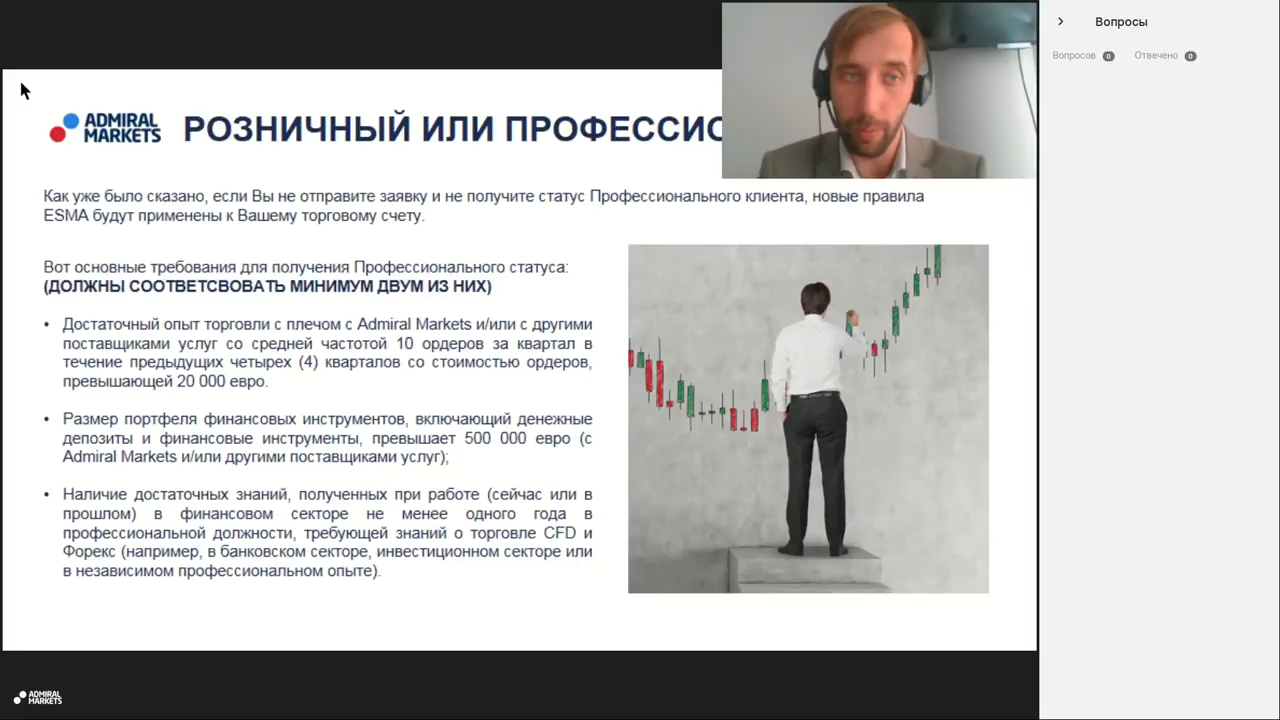 ADMIRAL
MARKETS
РОЗНИЧНЫЙ ИЛИ
Как уже было сказано, если Вы не отправите заявку и не получите статус Профессионального клиента, новые правила
ESMA будут применены к Вашему торговому счету.
Вот основные требования для получения Профессионального статуса:
(ДОЛЖНЫ СООТВЕТСВОВАТЬ МИНИМУМ ДВУМ ИЗ НИХ)
• Достаточный опыт торговли с плечом с Admiral Markets и/или с другими
поставщиками услуг со средней частотой 10 ордеров за квартал в
течение предыдущих четырех (4) кварталов со стоимостью ордеров,
превышающей 20 000 евро.
• Размер портфеля финансовых инструментов, включающий денежные
депозиты и финансовые инструменты, превышает 500 000 евро (с
Admiral Markets и/или другими поставщиками услуг);
• Наличие достаточных знаний, полученных при работе (сейчас или в
прошлом) в финансовом секторе не менее одного года в
профессиональной должности, требующей знаний о торговле CFD и
Форекс (например, в банковском секторе, инвестиционном секторе или
в независимом профессиональном опыте).
ADMIRAL
MARKETS
Вопросы
Вопросов 0 Отвечено 0